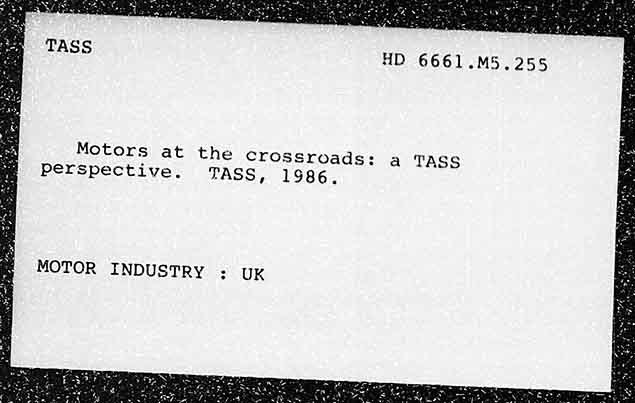 TASS
HD 6661.M5.255
Motors at the crossroads: a TASS
perspective. TASS, 1986.
MOTOR INDUSTRY : UK